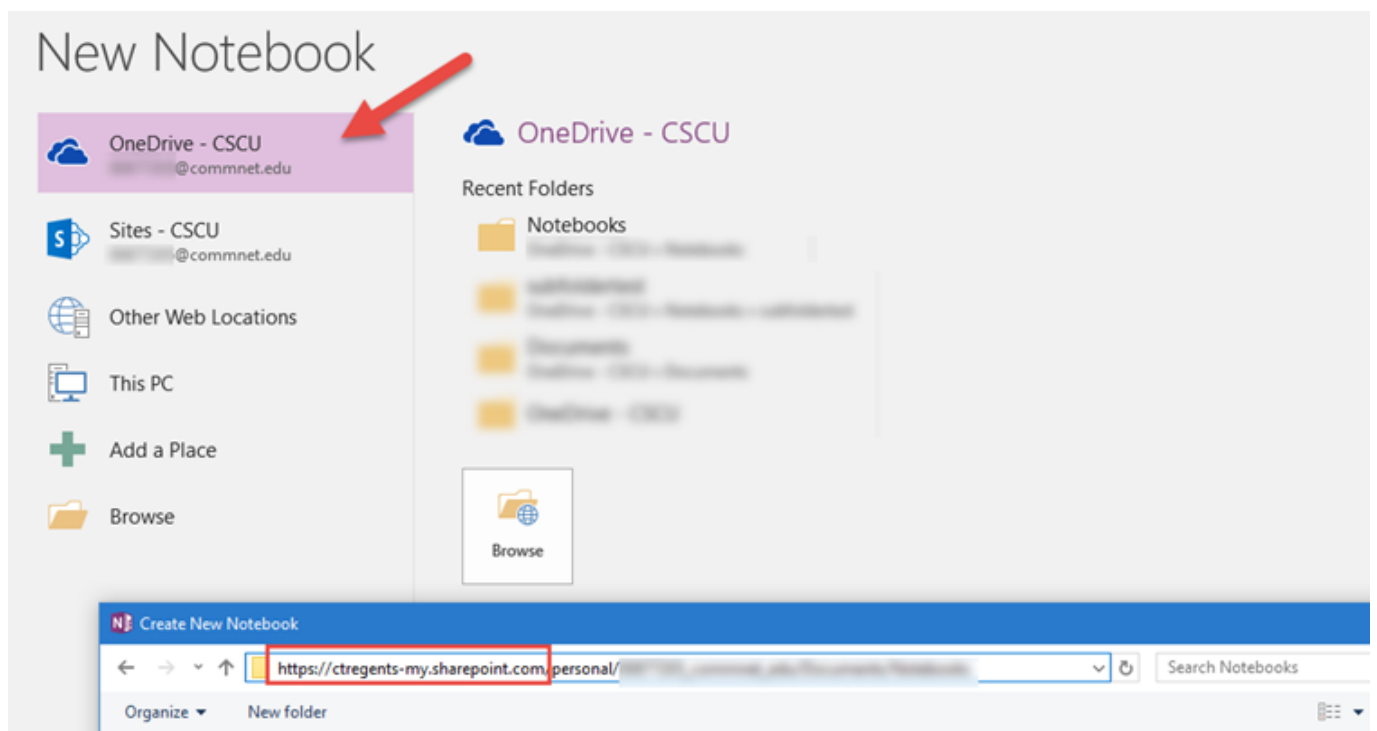 New Notebook
OneDrive - CSCU
@commnet.edu
Sites - CSCU
@commnet.edu
Other Web Locations
This PC
Add a Place
Browse
OneDrive - CSCU
Recent Folders
Notebooks
OneDrive - CSCU
Browse
Create New Notebook
https://ctregents-my.sharepoint.com/personal/
Search Notebooks
Organize
New folder